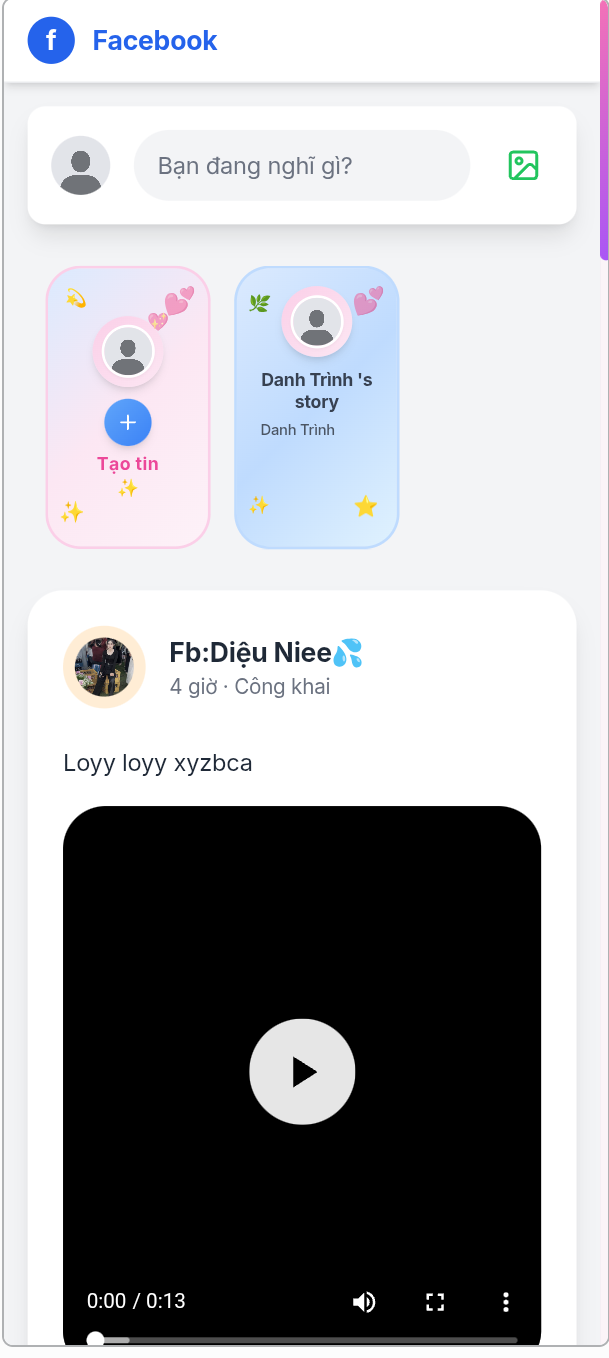 f Facebook
Bạn đang nghĩ gì?
Tạo tin
Danh Trình 's
story
Danh Trình
Fb:Diệu Niee💦
4 giờ · Công khai
Loyy loyy xyzbca
0:00 / 0:13